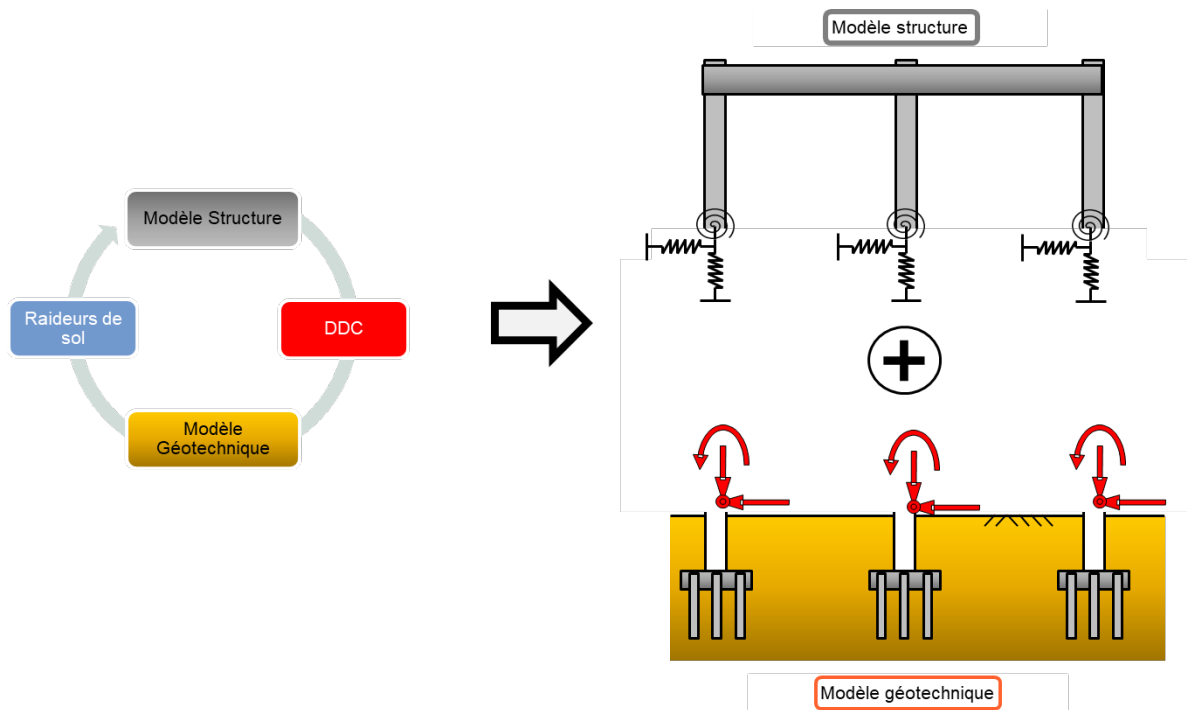 Modèle structure
Modèle Structure
Raideurs de
sol
DDC
Modèle
Géotechnique
Modèle géotechnique